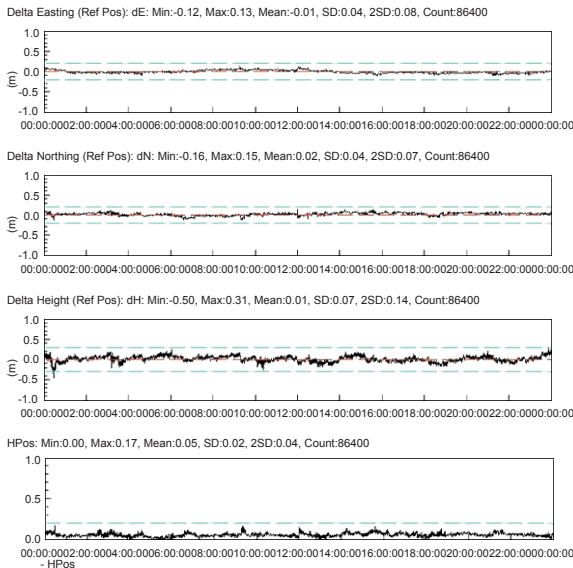 Delta Easting (Ref Pos): dE: Min:-0.12, Max:0.13, Mean:-0.01, SD:0.04, 2SD:0.08, Count:86400
1.0
0.5
0.0
-0.5
-1.0
(m)
00:00:0002:00:0004:00:0006:00:0008:00:0010:00:0012:00:0014:00:0016:00:0018:00:0020:00:0022:00:0000:00:00
Delta Northing (Ref Pos): dN: Min:-0.16, Max:0.15, Mean:0.02, SD:0.04, 2SD:0.07, Count:86400
1.0
0.5
0.0
-0.5
-1.0
(m)
00:00:0002:00:0004:00:0006:00:0008:00:0010:00:0012:00:0014:00:0016:00:0018:00:0020:00:0022:00:0000:00:00
Delta Height (Ref Pos): dH: Min:-0.50, Max:0.31, Mean:0.01, SD:0.07, 2SD:0.14, Count:86400
1.0
0.5
0.0
-0.5
-1.0
(m)
00:00:0002:00:0004:00:0006:00:0008:00:0010:00:0012:00:0014:00:0016:00:0018:00:0020:00:0022:00:0000:00:00
HPos: Min:0.00, Max:0.17, Mean:0.05, SD:0.02, 2SD:0.04, Count:86400
1.0
0.5
0.0
00:00:0002:00:0004:00:0006:00:0008:00:0010:00:0012:00:0014:00:0016:00:0018:00:0020:00:0022:00:0000:00:00
- HPos